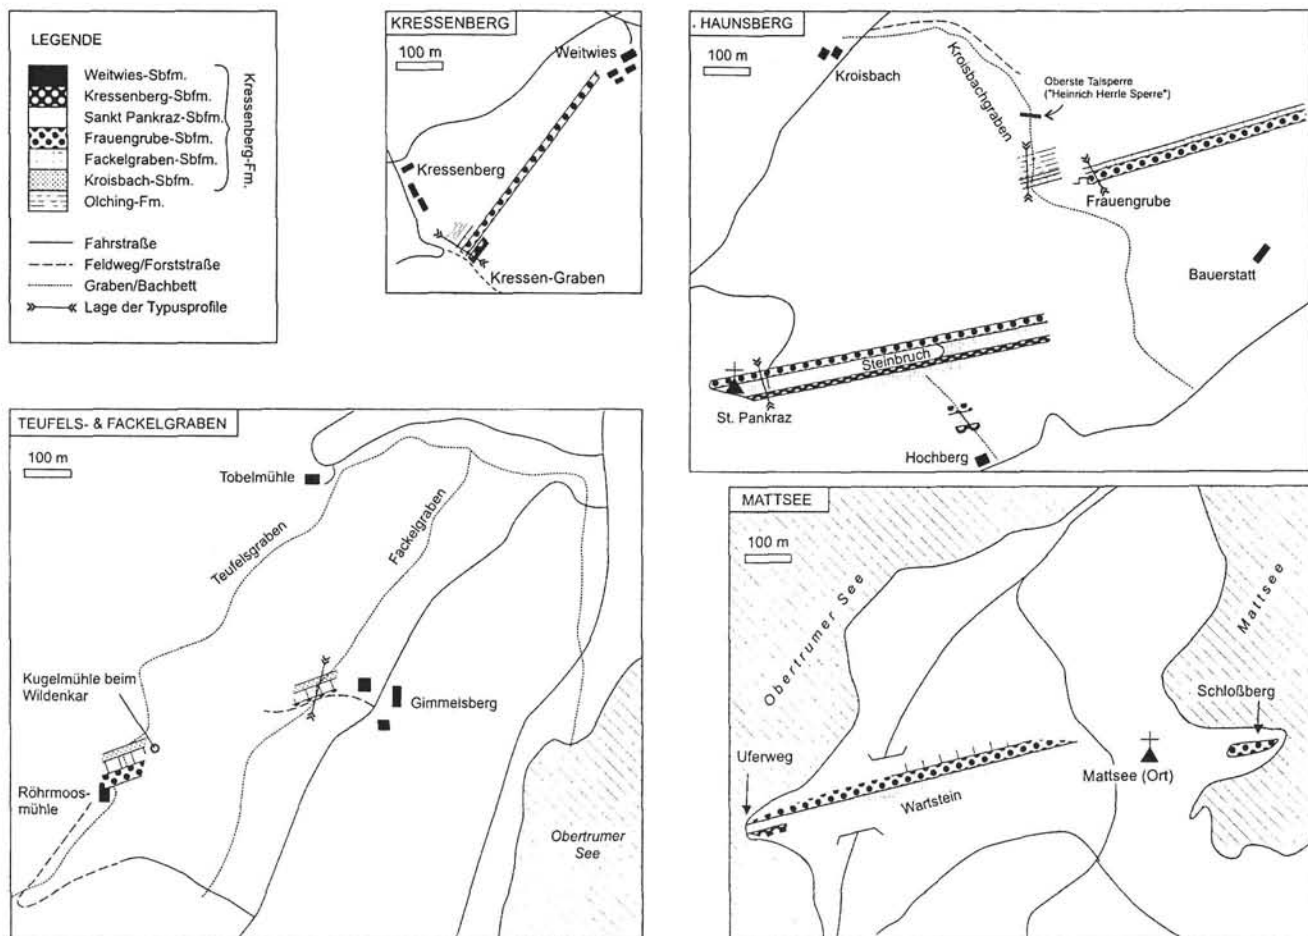 LEGENDE
Weitwies-Sbfm.
Kressenberg-Sbfm.
Sankt Pankraz-Sbfm.
Frauengrube-Sbfm.
Fackelgraben-Sbfm.
Kroisbach-Sbfm.
Olching-Fm.
Kressenberg-Fm.
Fahrstraße
Feldweg/Forststraße
Graben/Bachbett
Lage der Typusprofile
KRESSENBERG
100 m
Weitwies
Kressenberg
Kressen-Graben
HAUNSBERG
100 m
Kroisbach
Kroisbachgraben
Oberste Talsperre
("Heinrich Herrle Sperre")
Frauengrube
Bauerstatt
Steinbruch
St. Pankraz
Hochberg
TEUFELS- & FACKELGRABEN
100 m
Tobelmühle
Teufelsgraben
Fackelgraben
Kugelmühle beim
Wildenkar
Gimmelsberg
Röhrmoos-
mühle
Obertrumer
See
MATTSEE
100 m
Obertrumer See
Mattsee
Schloßberg
Uferweg
Mattsee (Ort)
Wartstein